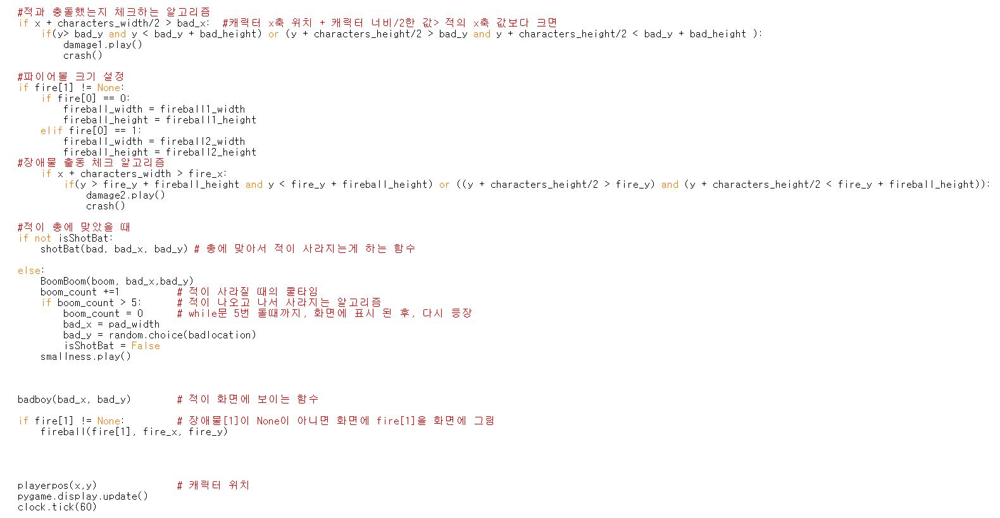 #적과 충돌했는지 체크하는 알고리즘
if x + characters_width/2 > bad_x:  #캐릭터 x축 위치 + 캐릭터 너비/2한 값> 적의 x축 값보다 크면
    if(y> bad_y and y < bad_y + bad_height) or (y + characters_height/2 > bad_y and y + characters_height/2 < bad_y + bad_height ):
        damage1.play()
        crash()
#파이어볼 크기 설정
if fire[1] != None:
    if fire[0] == 0:
        fireball_width = fireball1_width
        fireball_height = fireball1_height
    elif fire[0] == 1:
        fireball_width = fireball2_width
        fireball_height = fireball2_height
#장애물 출동 체크 알고리즘
    if x + characters_width > fire_x:
        if(y > fire_y + fireball_height and y < fire_y + fireball_height) or ((y + characters_height/2 > fire_y) and (y + characters_height/2 < fire_y + fireball_height)):
            damage2.play()
            crash()
#적이 총에 맞았을 때
if not isShotBat:
    shotBat(bad, bad_x, bad_y) # 총에 맞아서 적이 사라지는게 하는 함수
else:
    BoomBoom(boom, bad_x,bad_y)
    boom_count +=1          # 적이 사라질 때의 쿨타임
    if boom_count > 5:      # 적이 나오고 나서 사라지는 알고리즘
        boom_count = 0      # while문 5번 돌때까지, 화면에 표시 된 후, 다시 등장
        bad_x = pad_width
        bad_y = random.choice(badlocation)
        isShotBat = False
    smallness.play()
badboy(bad_x, bad_y)        # 적이 화면에 보이는 함수
if fire[1] != None:         # 장애물[1]이 None이 아니면 화면에 fire[1]을 화면에 그림
    fireball(fire[1], fire_x, fire_y)
playerpos(x,y)              # 캐릭터 위치
pygame.display.update()
clock.tick(60)